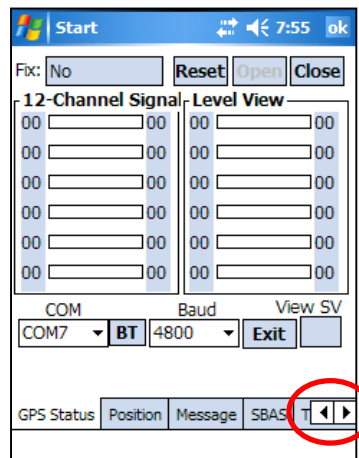 Start 7:55 ok
Fix: No Reset Open Close
12-Channel Signal Level View
00 00 00 00
00 00 00 00
00 00 00 00
00 00 00 00
00 00 00 00
00 00 00 00
COM Baud View SV
COM7 BT 4800 Exit
GPS Status Position Message SBAS T